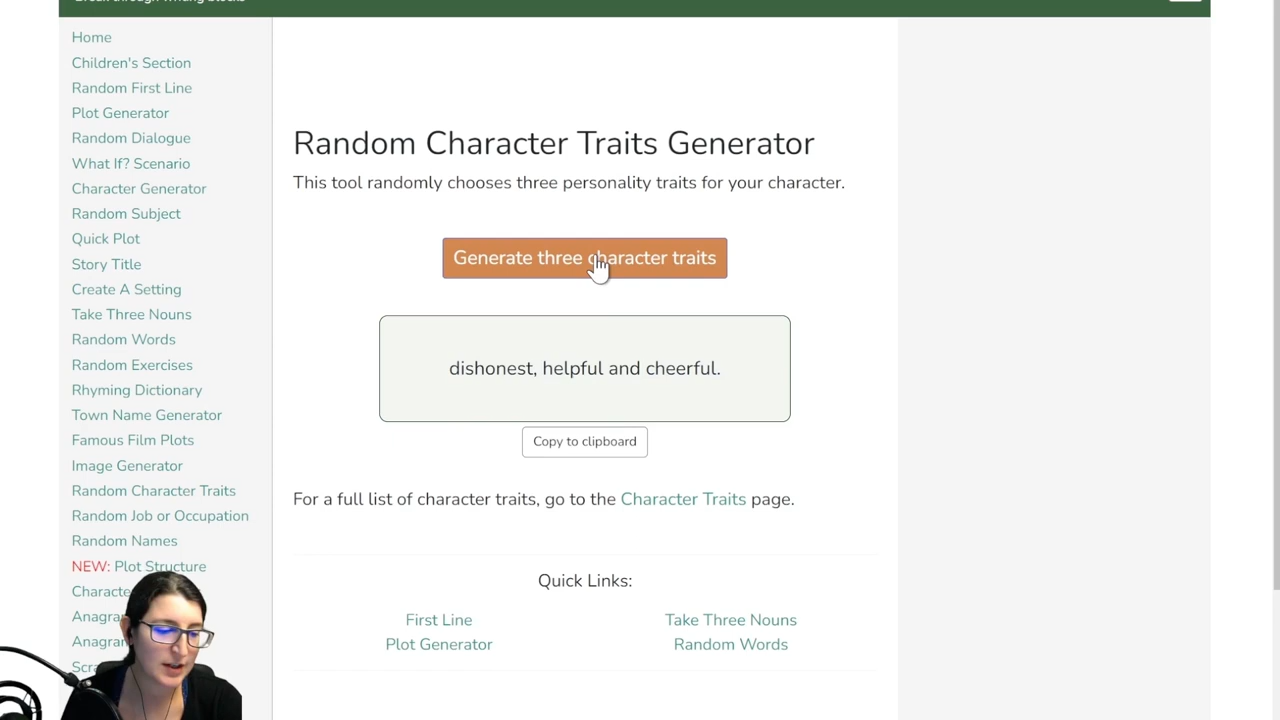 Home
Children's Section
Random First Line
Plot Generator
Random Dialogue
What If? Scenario
Character Generator
Random Subject
Quick Plot
Story Title
Create A Setting
Take Three Nouns
Random Words
Random Exercises
Rhyming Dictionary
Town Name Generator
Famous Film Plots
Image Generator
Random Character Traits
Random Job or Occupation
Random Names
NEW: Plot Structure
Random Character Traits Generator
This tool randomly chooses three personality traits for your character.
Generate three character traits
dishonest, helpful and cheerful.
Copy to clipboard
For a full list of character traits, go to the Character Traits page.
Quick Links:
First Line
Take Three Nouns
Plot Generator
Random Words